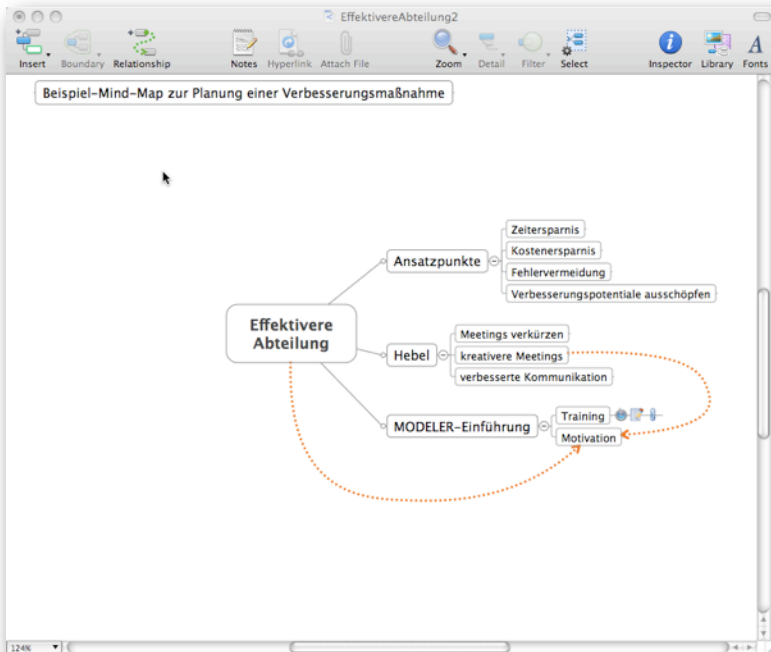 EffektivereAbteilung2
Insert Boundary Relationship Notes Hyperlink Attach File Zoom Detail Filter Select Inspector Library Fonts
Beispiel-Mind-Map zur Planung einer Verbesserungsmaßnahme
Effektivere
Abteilung
Ansatzpunkte
Zeitersparnis
Kostenersparnis
Fehlervermeidung
Verbesserungspotentiale ausschöpfen
Hebel
Meetings verkürzen
kreativere Meetings
verbesserte Kommunikation
MODELER-Einführung
Training
Motivation
124%